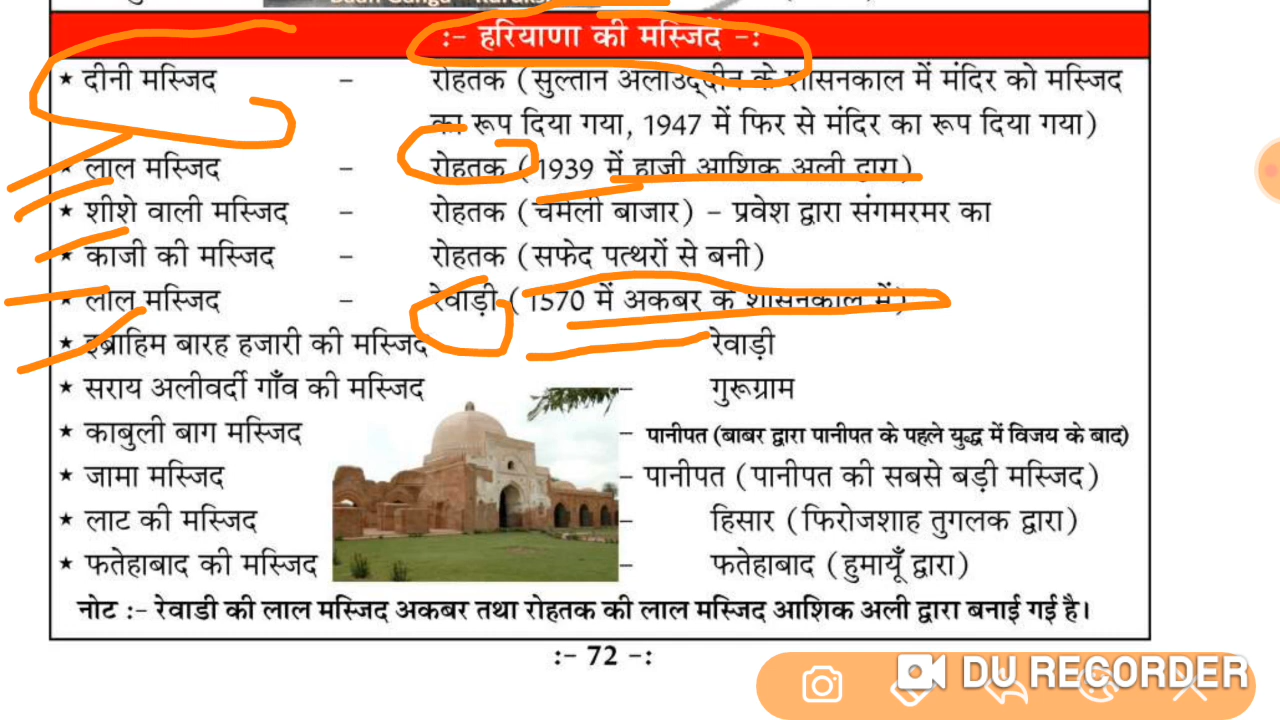 :- हरियाणा की मस्जिदें -:
★ दीनी मस्जिद – रोहतक (सुल्तान अलाउद्दीन के शासनकाल में मंदिर को मस्जिद
का रूप दिया गया, 1947 में फिर से मंदिर का रूप दिया गया)
★ लाल मस्जिद – रोहतक (1939 में हाजी आशिक अली द्वारा)
★ शीशे वाली मस्जिद – रोहतक (चमेली बाजार) – प्रवेश द्वारा संगमरमर का
★ काजी की मस्जिद – रोहतक (सफेद पत्थरों से बनी)
★ लाल मस्जिद – रेवाड़ी (1570 में अकबर के शासनकाल में)
★ इब्राहिम बारह हजारी की मस्जिद रेवाड़ी
★ सराय अलीवर्दी गाँव की मस्जिद – गुरूग्राम
★ काबुली बाग मस्जिद – पानीपत (बाबर द्वारा पानीपत के पहले युद्ध में विजय के बाद)
★ जामा मस्जिद – पानीपत (पानीपत की सबसे बड़ी मस्जिद)
★ लाट की मस्जिद – हिसार (फिरोजशाह तुगलक द्वारा)
★ फतेहाबाद की मस्जिद – फतेहाबाद (हुमायूँ द्वारा)
नोट :- रेवाडी की लाल मस्जिद अकबर तथा रोहतक की लाल मस्जिद आशिक अली द्वारा बनाई गई है।
:- 72 -:
DU RECORDER